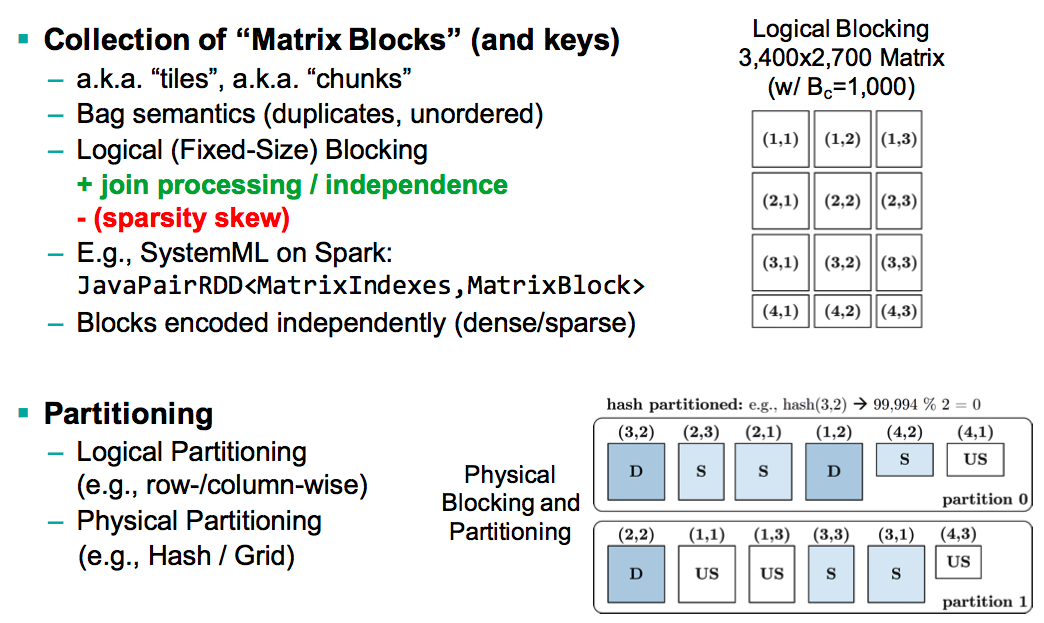 ▪ Collection of “Matrix Blocks” (and keys)
– a.k.a. “tiles”, a.k.a. “chunks”
– Bag semantics (duplicates, unordered)
– Logical (Fixed-Size) Blocking
+ join processing / independence
- (sparsity skew)
– E.g., SystemML on Spark:
JavaPairRDD<MatrixIndexes,MatrixBlock>
– Blocks encoded independently (dense/sparse)
Logical Blocking
3,400x2,700 Matrix
(w/ Bc=1,000)
(1,1) (1,2) (1,3)
(2,1) (2,2) (2,3)
(3,1) (3,2) (3,3)
(4,1) (4,2) (4,3)
▪ Partitioning
– Logical Partitioning
(e.g., row-/column-wise)
– Physical Partitioning
(e.g., Hash / Grid)
Physical
Blocking and
Partitioning
hash partitioned: e.g., hash(3,2) → 99,994 % 2 = 0
(3,2) (2,3) (2,1) (1,2) (4,2) (4,1)
D S S D S US
partition 0
(2,2) (1,1) (1,3) (3,3) (3,1) (4,3)
D US US S S US
partition 1